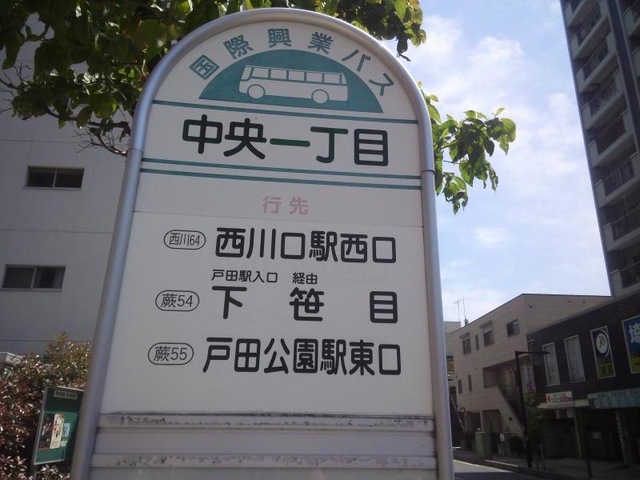 国際興業バス
中央一丁目
行先
西川64 西川口駅西口
戸田駅入口 経由
蕨54 下笹目
蕨55 戸田公園駅東口